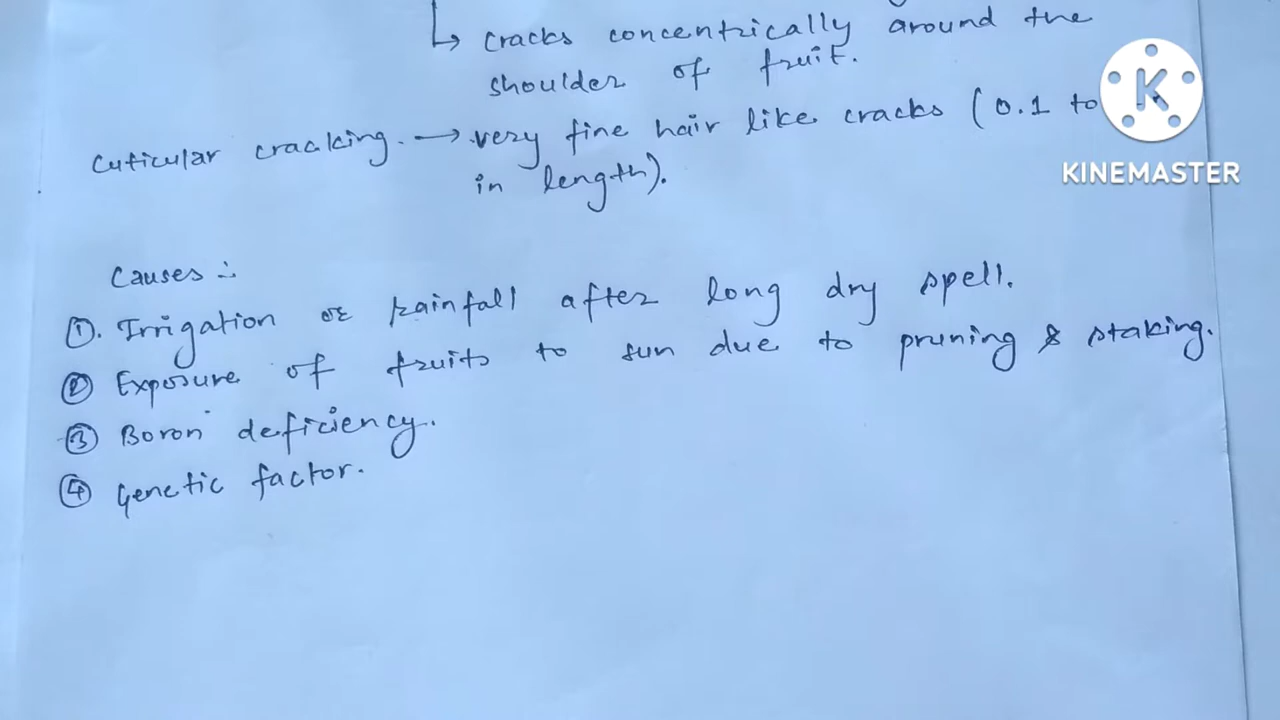 ↳ cracks concentrically around the
shoulder of fruit.
Cuticular cracking. → very fine hair like cracks (0.1 to
in length).
KINEMASTER
Causes :-
①. Irrigation or rainfall after long dry spell.
② Exposure of fruits to sun due to pruning & staking.
③ Boron deficiency.
④ Genetic factor.